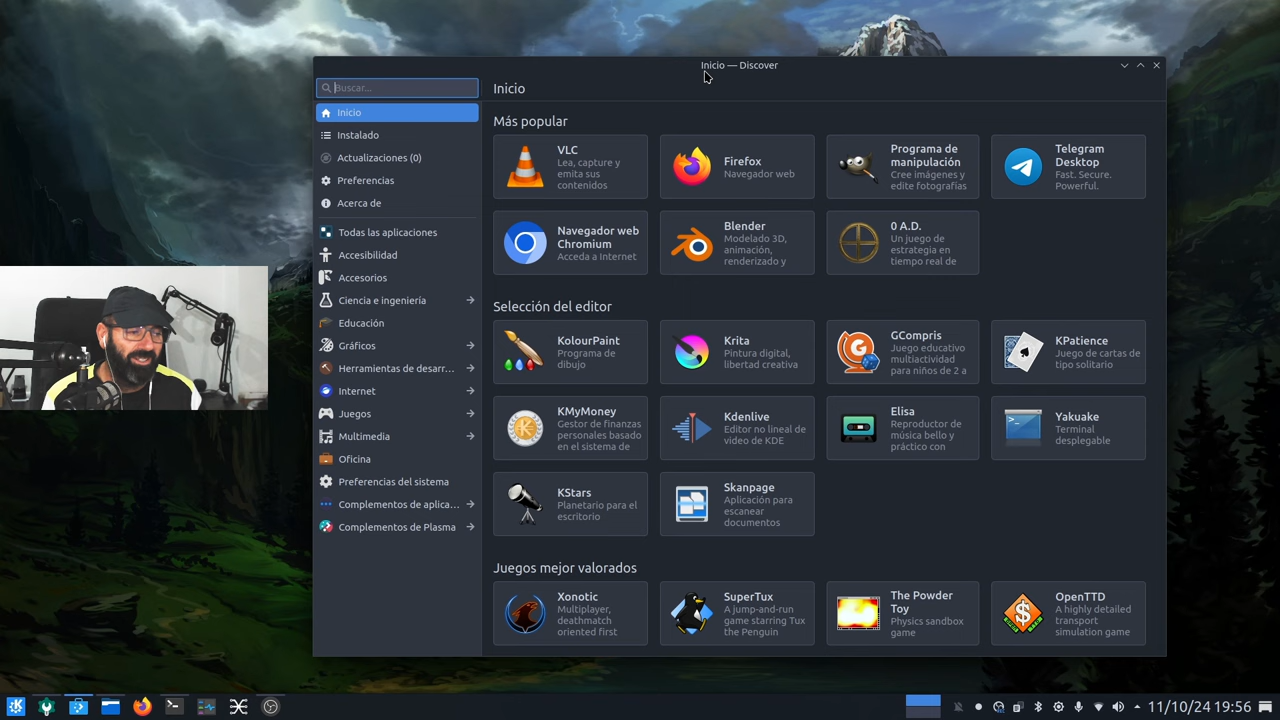 Inicio — Discover
Buscar...
Inicio
Instalado
Actualizaciones (0)
Preferencias
Acerca de
Todas las aplicaciones
Accesibilidad
Accesorios
Ciencia e ingeniería
Educación
Gráficos
Herramientas de desarr...
Internet
Juegos
Multimedia
Oficina
Preferencias del sistema
Complementos de aplica...
Complementos de Plasma
Inicio
Más popular
VLC
Lea, capture y
emita sus
contenidos
Firefox
Navegador web
Programa de
manipulación
Cree imágenes y
edite fotografías
Telegram
Desktop
Fast. Secure.
Powerful.
Navegador web
Chromium
Acceda a Internet
Blender
Modelado 3D,
animación,
renderizado y
0 A.D.
Un juego de
estrategia en
tiempo real de
Selección del editor
KolourPaint
Programa de
dibujo
Krita
Pintura digital,
libertad creativa
GCompris
Juego educativo
multiactividad
para niños de 2 a
KPatience
Juego de cartas de
tipo solitario
KMyMoney
Gestor de finanzas
personales basado
en el sistema de
Kdenlive
Editor no lineal de
vídeo de KDE
Elisa
Reproductor de
música bello y
práctico con
Yakuake
Terminal
desplegable
KStars
Planetario para el
escritorio
Skanpage
Aplicación para
escanear
documentos
Juegos mejor valorados
Xonotic
Multiplayer,
deathmatch
oriented first
SuperTux
A jump-and-run
game starring Tux
the Penguin
The Powder
Toy
Physics sandbox
game
OpenTTD
A highly detailed
transport
simulation game
11/10/24 19:56